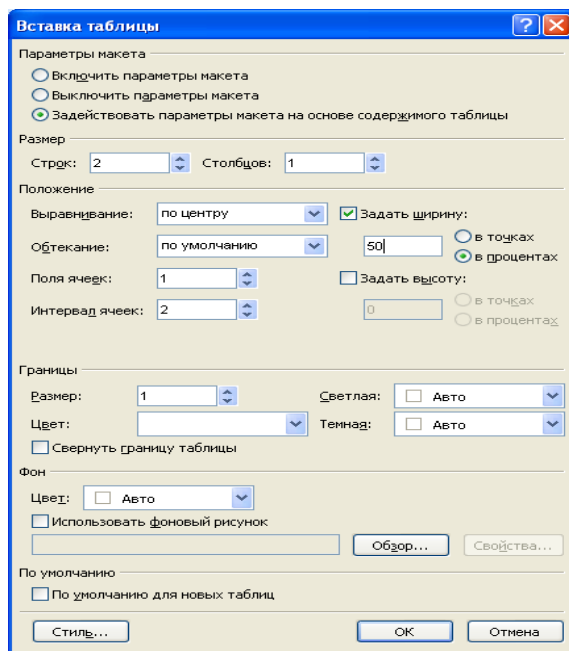 Вставка таблицы
Параметры макета
Включить параметры макета
Выключить параметры макета
Задействовать параметры макета на основе содержимого таблицы
Размер
Строк: 2 Столбцов: 1
Положение
Выравнивание: по центру Задать ширину:
Обтекание: по умолчанию 50 в точках
в процентах
Поля ячеек: 1 Задать высоту:
Интервал ячеек: 2 0 в точках
в процентах
Границы
Размер: 1 Светлая: Авто
Цвет: Темная: Авто
Свернуть границу таблицы
Фон
Цвет: Авто
Использовать фоновый рисунок
Обзор... Свойства...
По умолчанию
По умолчанию для новых таблиц
Стиль... ОК Отмена